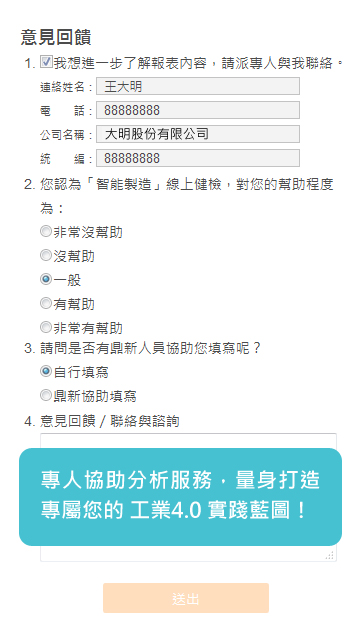 意見回饋
1. 我想進一步了解報表內容，請派專人與我聯絡。
連絡姓名： 王大明
電　話： 88888888
公司名稱： 大明股份有限公司
統　編： 88888888
2. 您認為「智能製造」線上健檢，對您的幫助程度
為：
非常沒幫助
沒幫助
一般
有幫助
非常有幫助
3. 請問是否有鼎新人員協助您填寫呢？
自行填寫
鼎新協助填寫
4. 意見回饋 / 聯絡與諮詢
專人協助分析服務，量身打造
專屬您的 工業4.0 實踐藍圖！
送出